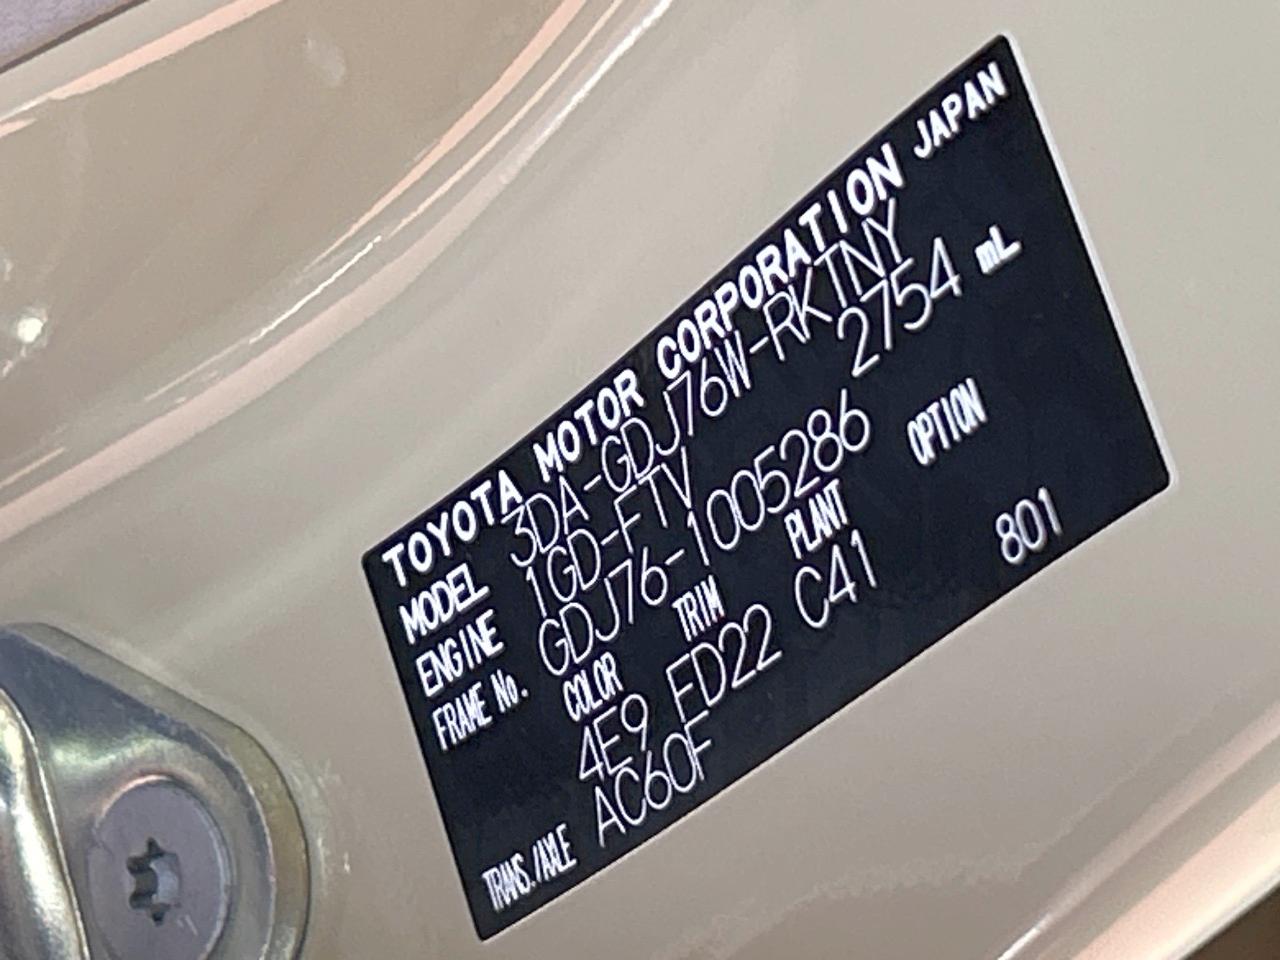 TOYOTA MOTOR CORPORATION JAPAN
MODEL 3DA-GDJ76W-RKTNY
ENGINE 1GD-FTV 2754 mL
FRAME No. GDJ76-1005286
COLOR TRIM PLANT OPTION
4E9 FD22 C41 801
TRANS./AXLE AC60F